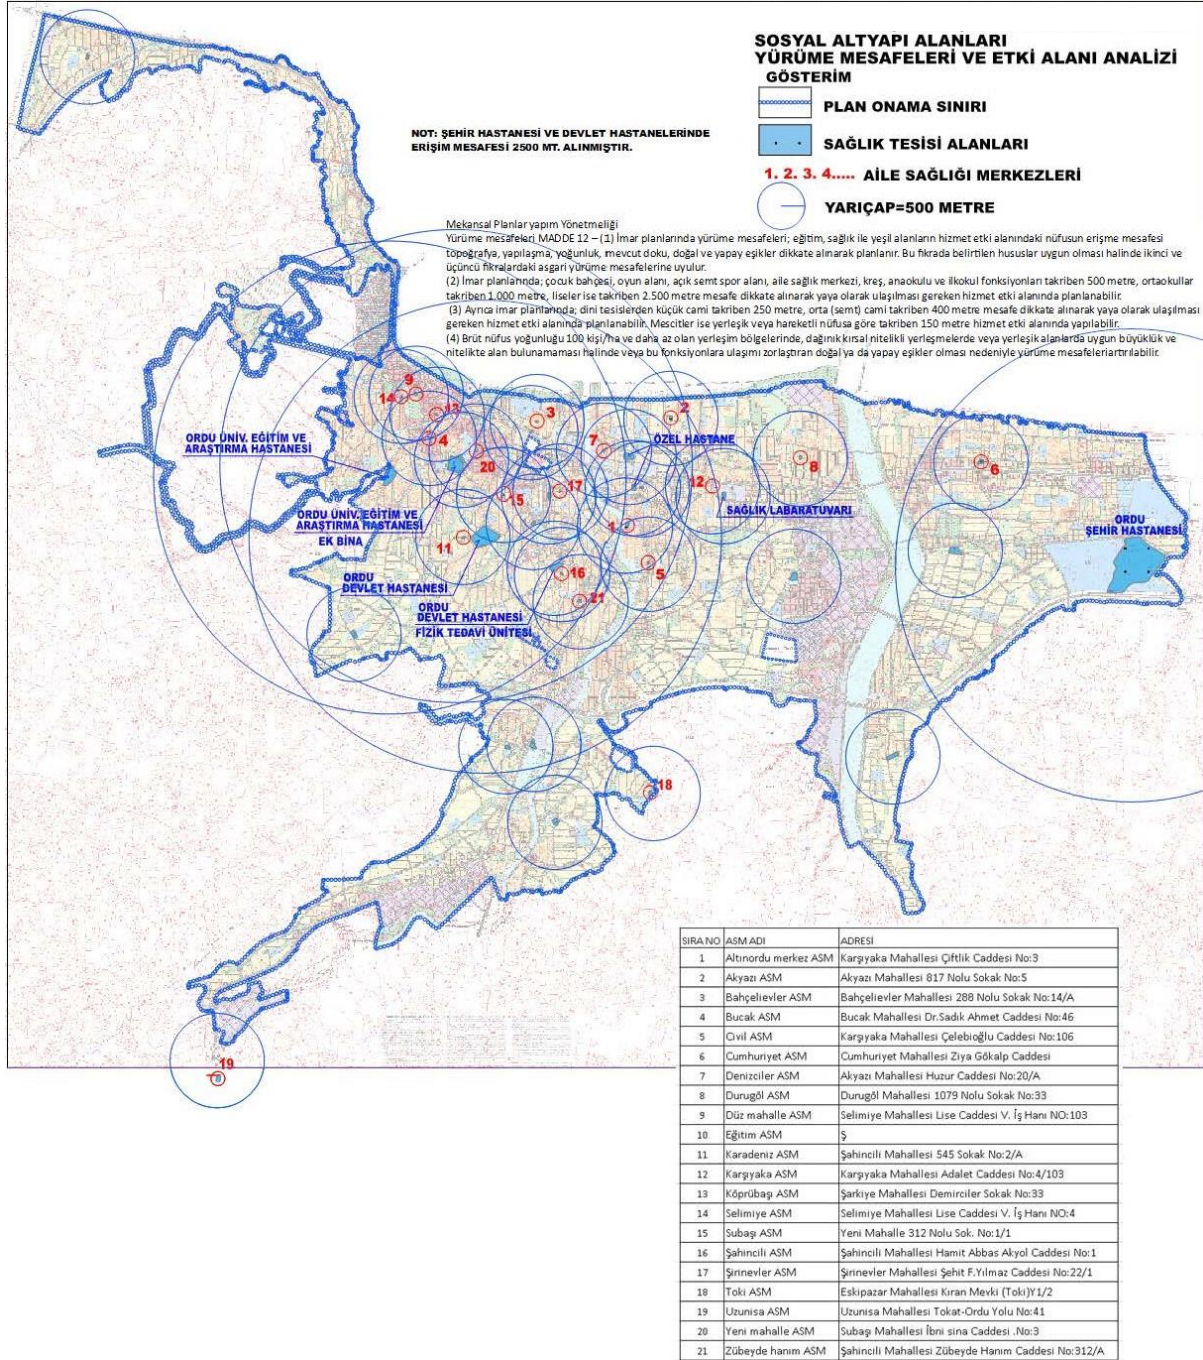 SOSYAL ALTYAPI ALANLARI
YÜRÜME MESAFELERİ VE ETKİ ALANI ANALİZİ
GÖSTERİM
PLAN ONAMA SINIRI
SAĞLIK TESİSİ ALANLARI
1. 2. 3. 4..... AİLE SAĞLIĞI MERKEZLERİ
YARIÇAP=500 METRE
NOT: ŞEHİR HASTANESİ VE DEVLET HASTANELERİNDE
ERİŞİM MESAFESİ 2500 MT. ALINMIŞTIR.
Mekansal Planlar yapım Yönetmeliği
Yürüme mesafeleri MADDE 12 – (1) İmar planlarında yürüme mesafeleri; eğitim, sağlık ile yeşil alanların hizmet etki alanındaki nüfusun erişme mesafesi
topoğrafya, yapılaşma, yoğunluk, mevcut doku, doğal ve yapay eşikler dikkate alınarak planlanır. Bu fıkrada belirtilen hususlar uygun olması halinde ikinci ve
üçüncü fıkralardaki asgari yürüme mesafelerine uyulur.
(2) İmar planlarında; çocuk bahçesi, oyun alanı, açık semt spor alanı, aile sağlık merkezi, kreş, anaokulu ve ilkokul fonksiyonları takriben 500 metre, ortaokullar
takriben 1.000 metre, liseler ise takriben 2.500 metre mesafe dikkate alınarak yaya olarak ulaşılması gereken hizmet etki alanında planlanabilir.
(3) Ayrıca imar planlarında; dini tesislerden küçük cami takriben 250 metre, orta (semt) cami takriben 400 metre mesafe dikkate alınarak yaya olarak ulaşılması
gereken hizmet etki alanında planlanabilir. Mescitler ise yerleşik veya hareketli nüfusa göre takriben 150 metre hizmet etki alanında yapılabilir.
(4) Brüt nüfus yoğunluğu 100 kişi/ha ve daha az olan yerleşim bölgelerinde, dağınık kırsal nitelikli yerleşmelerde veya yerleşik alanlarda uygun büyüklük ve
nitelikte alan bulunamaması halinde veya bu fonksiyonlara ulaşımı zorlaştıran doğal ya da yapay eşikler olması nedeniyle yürüme mesafeleriartırılabilir.
9
14
13
3
2
4
7
ORDU ÜNİV. EĞİTİM VE
ARAŞTIRMA HASTANESİ
ÖZEL HASTANE
20
8
6
17
12
15
SAĞLIK LABARATUVARI
ORDU ÜNİV. EĞİTİM VE
ARAŞTIRMA HASTANESİ
EK BİNA
1
ORDU
ŞEHİR HASTANESİ
11
16
5
ORDU
DEVLET HASTANESİ
21
ORDU
DEVLET HASTANESİ
FİZİK TEDAVİ ÜNİTESİ
18
19
SIRA NO ASM ADI ADRESİ
1 Altınordu merkez ASM Karşıyaka Mahallesi Çiftlik Caddesi No:3
2 Akyazı ASM Akyazı Mahallesi 817 Nolu Sokak No:5
3 Bahçelievler ASM Bahçelievler Mahallesi 288 Nolu Sokak No:14/A
4 Bucak ASM Bucak Mahallesi Dr.Sadık Ahmet Caddesi No:46
5 Civil ASM Karşıyaka Mahallesi Çelebioğlu Caddesi No:106
6 Cumhuriyet ASM Cumhuriyet Mahallesi Ziya Gökalp Caddesi
7 Denizciler ASM Akyazı Mahallesi Huzur Caddesi No:20/A
8 Durugöl ASM Durugöl Mahallesi 1079 Nolu Sokak No:33
9 Düz mahalle ASM Selimiye Mahallesi Lise Caddesi V. İş Hanı NO:103
10 Eğitim ASM Ş
11 Karadeniz ASM Şahincili Mahallesi 545 Sokak No:2/A
12 Karşıyaka ASM Karşıyaka Mahallesi Adalet Caddesi No:4/103
13 Köprübaşı ASM Şarkiye Mahallesi Demirciler Sokak No:33
14 Selimiye ASM Selimiye Mahallesi Lise Caddesi V. İş Hanı NO:4
15 Subaşı ASM Yeni Mahalle 312 Nolu Sok. No:1/1
16 Şahincili ASM Şahincili Mahallesi Hamit Abbas Akyol Caddesi No:1
17 Şirinevler ASM Şirinevler Mahallesi Şehit F.Yılmaz Caddesi No:22/1
18 Toki ASM Eskipazar Mahallesi Kıran Mevki (Toki)Y1/2
19 Uzunisa ASM Uzunisa Mahallesi Tokat-Ordu Yolu No:41
20 Yeni mahalle ASM Subaşı Mahallesi İbni sina Caddesi .No:3
21 Zübeyde hanım ASM Şahincili Mahallesi Zübeyde Hanım Caddesi No:312/A